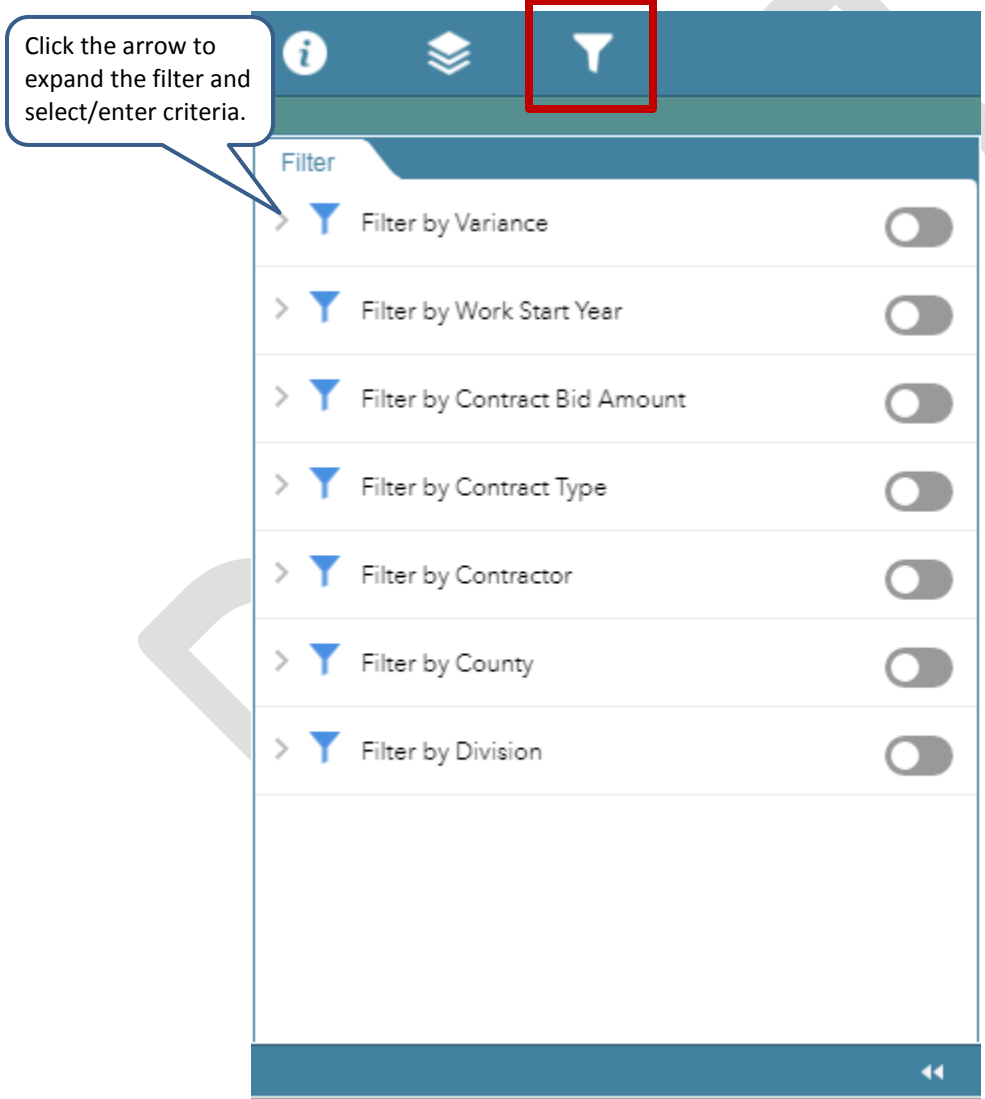 Click the arrow to
expand the filter and
select/enter criteria.
i
Filter
Filter by Variance
Filter by Work Start Year
Filter by Contract Bid Amount
Filter by Contract Type
Filter by Contractor
Filter by County
Filter by Division